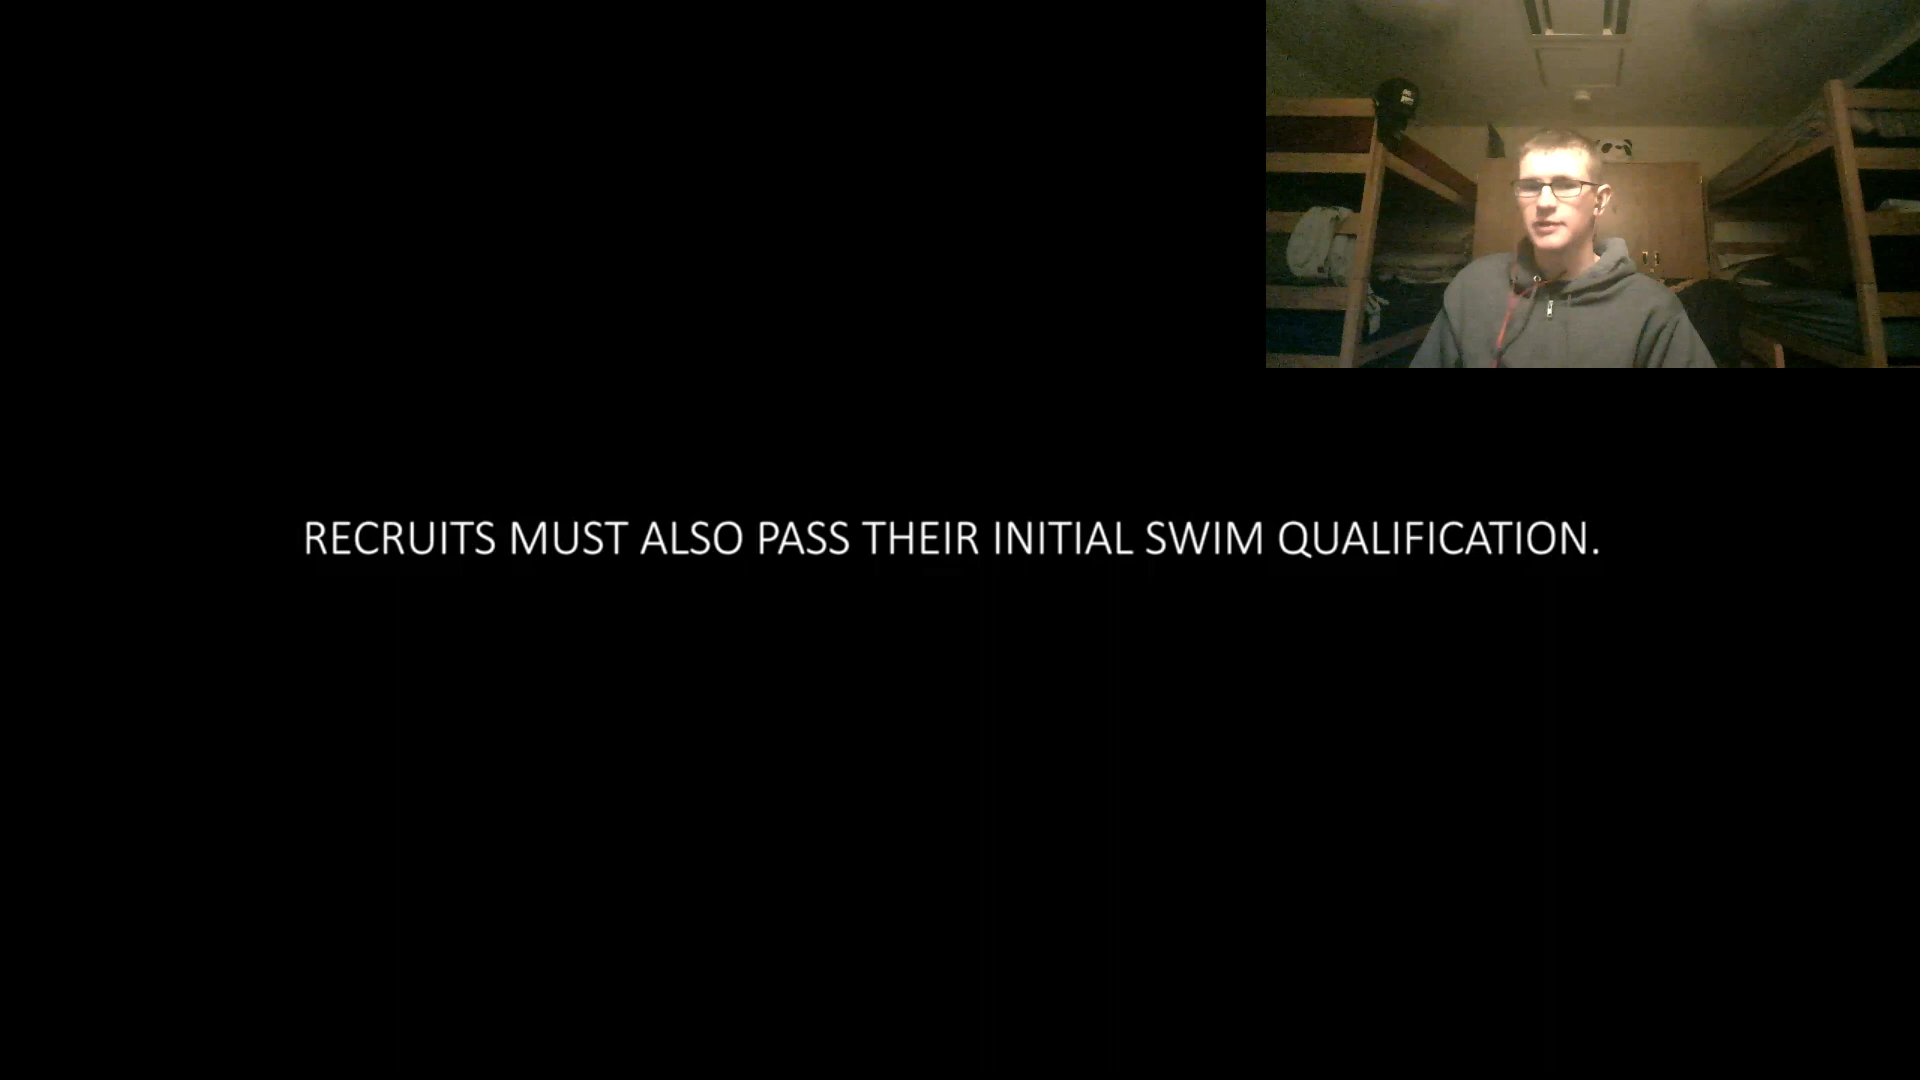 RECRUITS MUST ALSO PASS THEIR INITIAL SWIM QUALIFICATION.